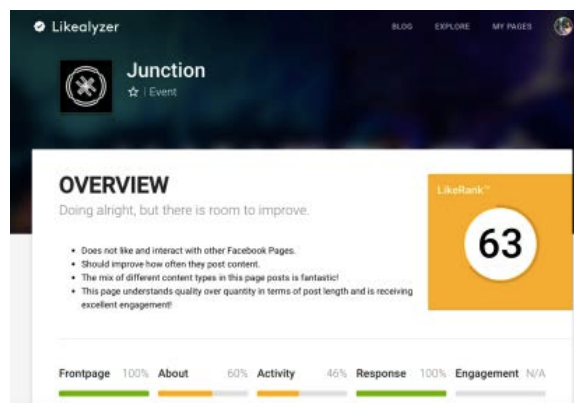 Likealyzer
BLOG EXPLORE MY PAGES
Junction
Event
OVERVIEW
Doing alright, but there is room to improve.
LikeRank™
63
Does not like and interact with other Facebook Pages.
Should improve how often they post content.
The mix of different content types in this page posts is fantastic!
This page understands quality over quantity in terms of post length and is receiving
excellent engagement!
Frontpage 100% About 60% Activity 46% Response 100% Engagement N/A